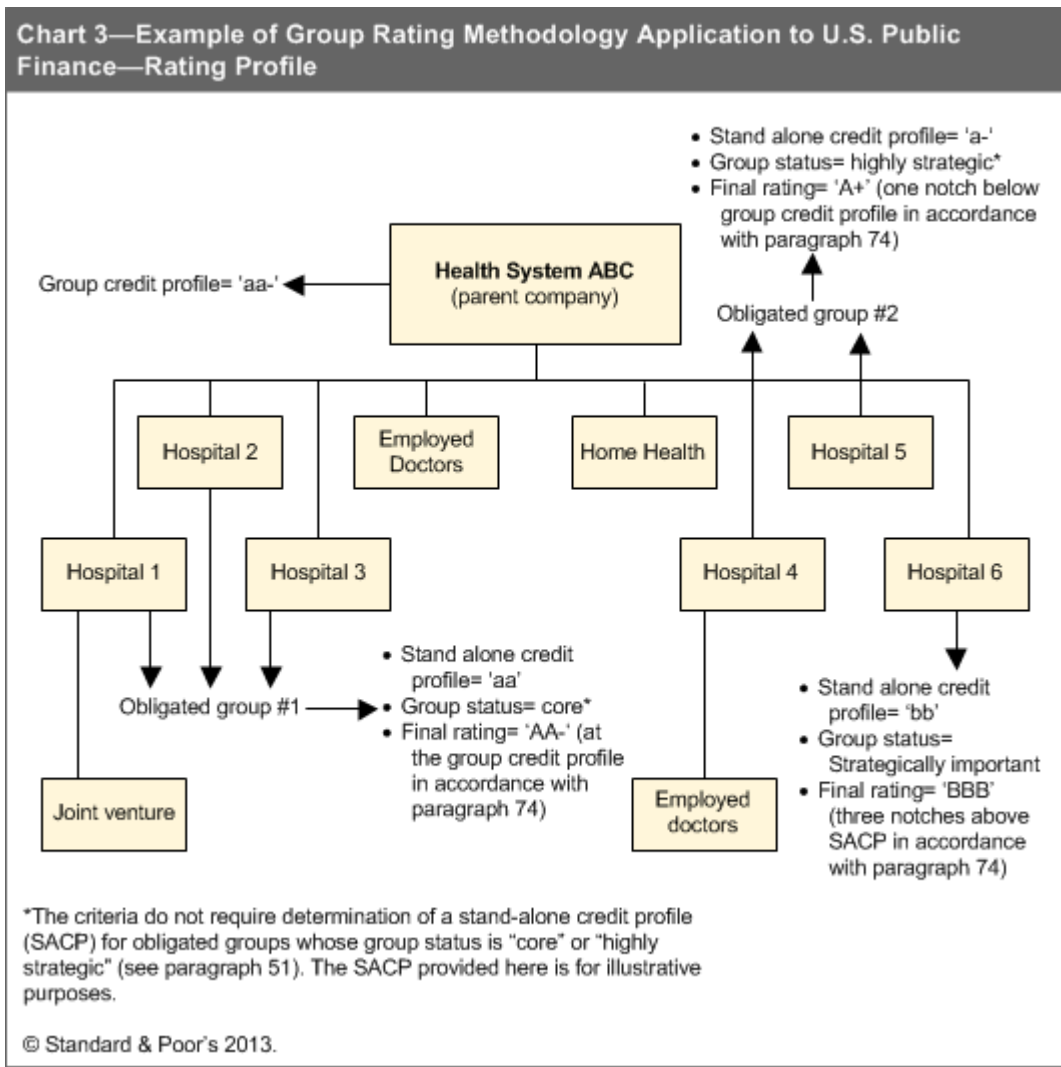 Chart 3—Example of Group Rating Methodology Application to U.S. Public
Finance—Rating Profile
• Stand alone credit profile= 'a-'
• Group status= highly strategic*
• Final rating= 'A+' (one notch below
group credit profile in accordance
with paragraph 74)
Health System ABC
(parent company)
Group credit profile= 'aa-'
Obligated group #2
Hospital 2
Employed
Doctors
Home Health
Hospital 5
Hospital 1
Hospital 3
Hospital 4
Hospital 6
Obligated group #1
• Stand alone credit
profile= 'aa'
• Group status= core*
• Final rating= 'AA-' (at
the group credit profile
in accordance with
paragraph 74)
• Stand alone credit
profile= 'bb'
• Group status=
Strategically important
• Final rating= 'BBB'
(three notches above
SACP in accordance
with paragraph 74)
Joint venture
Employed
doctors
*The criteria do not require determination of a stand-alone credit profile
(SACP) for obligated groups whose group status is "core" or "highly
strategic" (see paragraph 51). The SACP provided here is for illustrative
purposes.
© Standard & Poor's 2013.